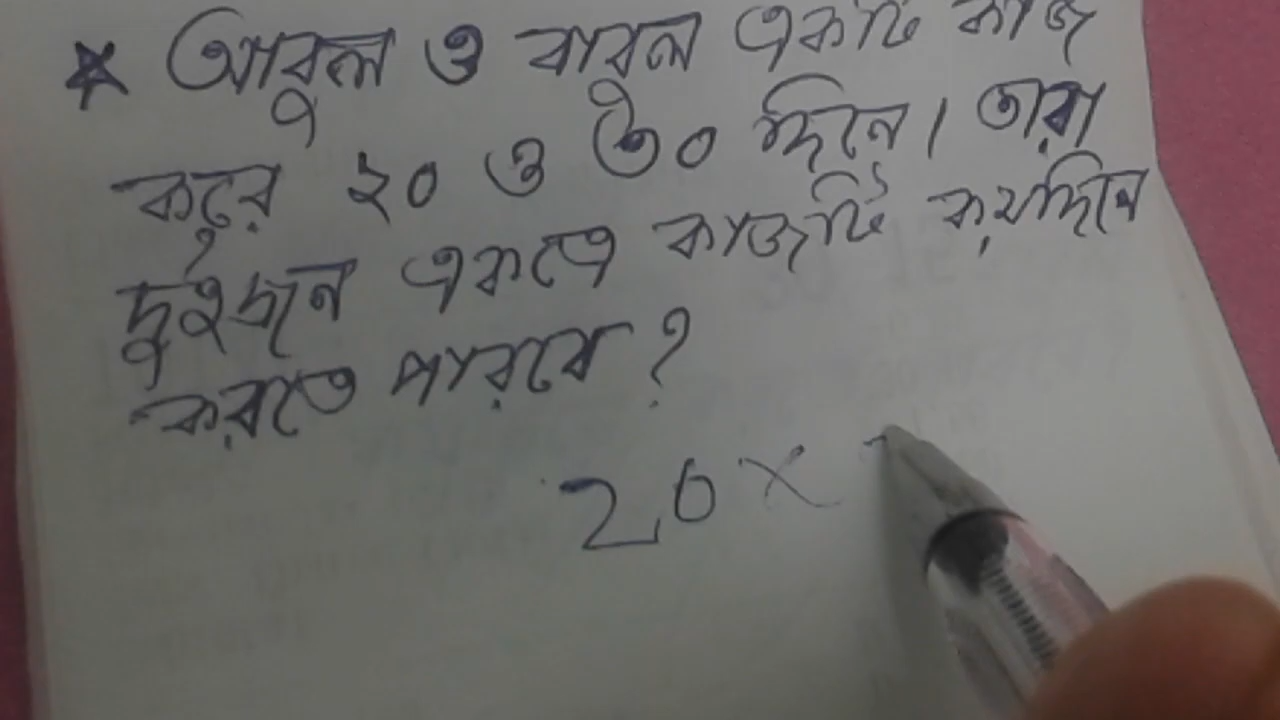 * আবুল ও বাবুল একটি কাজ
করে ২০ ও ৩০ দিনে। তারা
দুইজন একত্রে কাজটি কয়দিনে
করতে পারবে?
20 ×